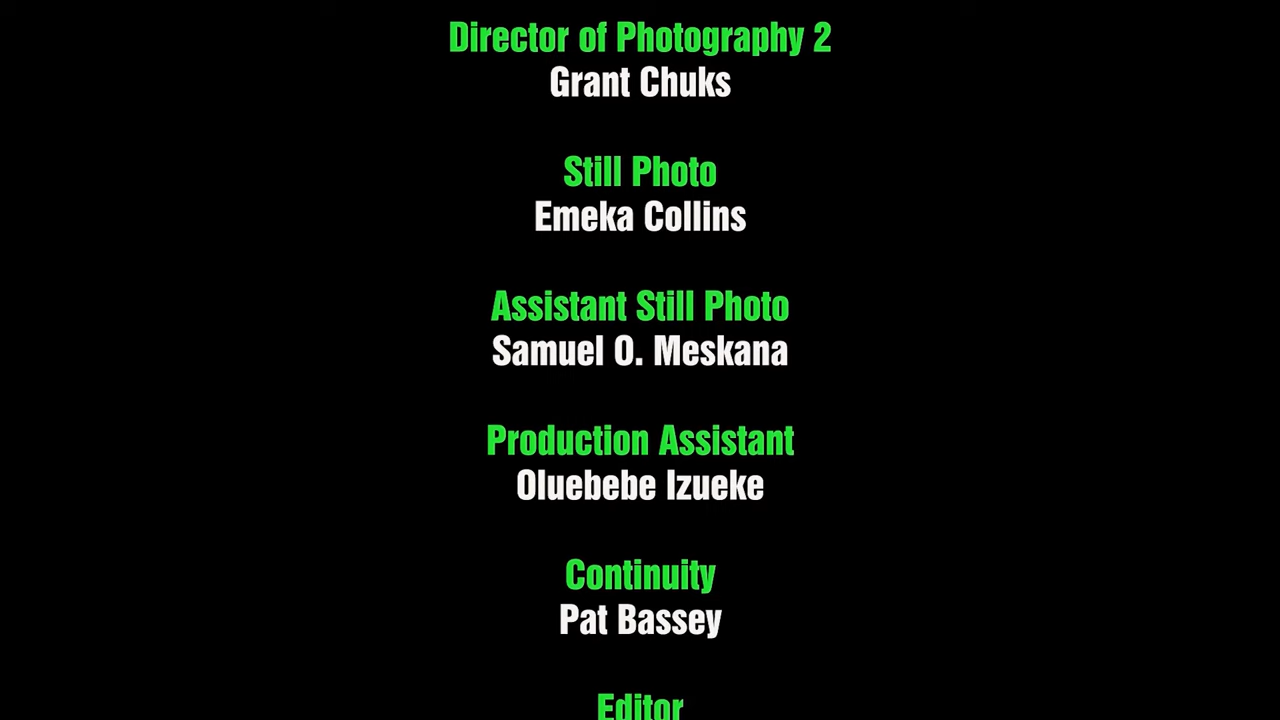 Director of Photography 2
Grant Chuks
Still Photo
Emeka Collins
Assistant Still Photo
Samuel O. Meskana
Production Assistant
Oluebebe Izueke
Continuity
Pat Bassey
Editor